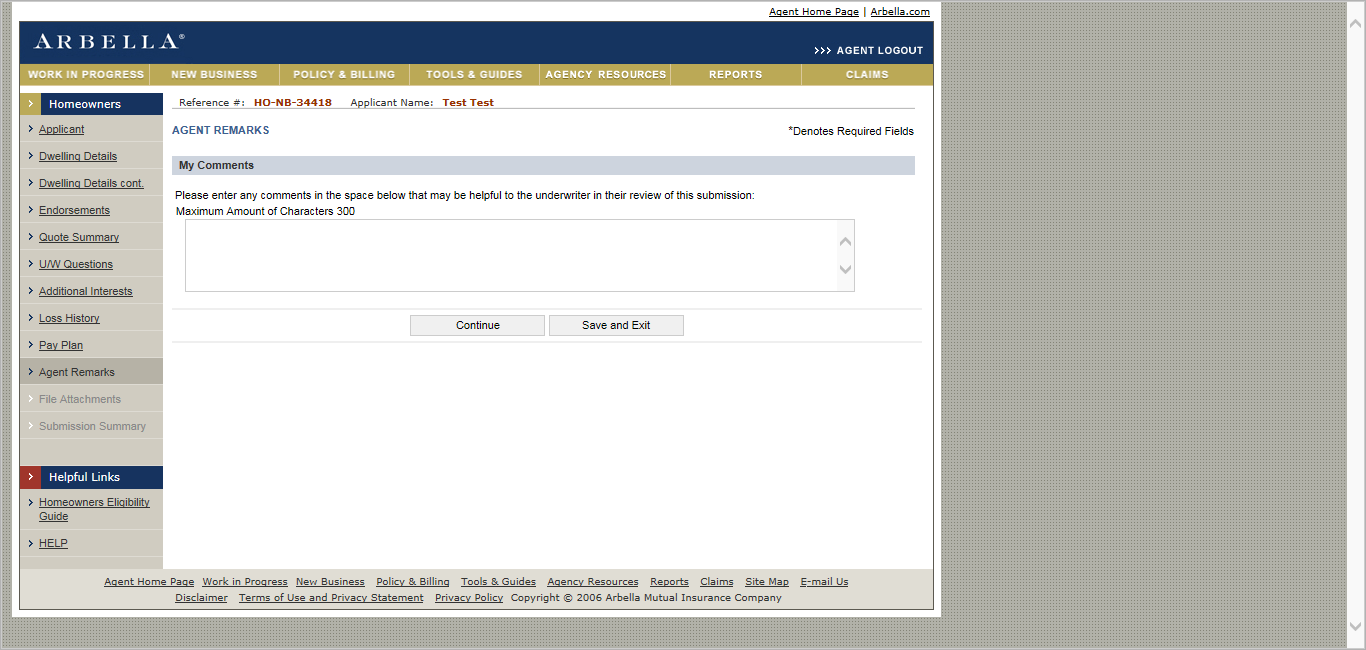 Agent Home Page | Arbella.com
ARBELLA®
>>> AGENT LOGOUT
WORK IN PROGRESS NEW BUSINESS POLICY & BILLING TOOLS & GUIDES AGENCY RESOURCES REPORTS CLAIMS
Homeowners
Applicant
Dwelling Details
Dwelling Details cont.
Endorsements
Quote Summary
U/W Questions
Additional Interests
Loss History
Pay Plan
Agent Remarks
File Attachments
Submission Summary
Helpful Links
Homeowners Eligibility
Guide
HELP
Reference #: HO-NB-34418 Applicant Name: Test Test
AGENT REMARKS
*Denotes Required Fields
My Comments
Please enter any comments in the space below that may be helpful to the underwriter in their review of this submission:
Maximum Amount of Characters 300
Continue Save and Exit
Agent Home Page Work in Progress New Business Policy & Billing Tools & Guides Agency Resources Reports Claims Site Map E-mail Us
Disclaimer Terms of Use and Privacy Statement Privacy Policy Copyright © 2006 Arbella Mutual Insurance Company